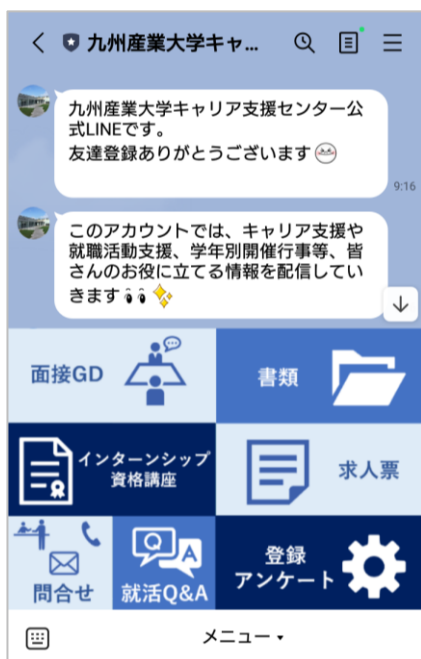 九州産業大学キャ...
九州産業大学キャリア支援センター公
式LINEです。
友達登録ありがとうございます
9:16
このアカウントでは、キャリア支援や
就職活動支援、学年別開催行事等、皆
さんのお役に立てる情報を配信してい
きます
面接GD
書類
インターンシップ
資格講座
求人票
問合せ
Q A
就活Q&A
登録
アンケート
メニュー